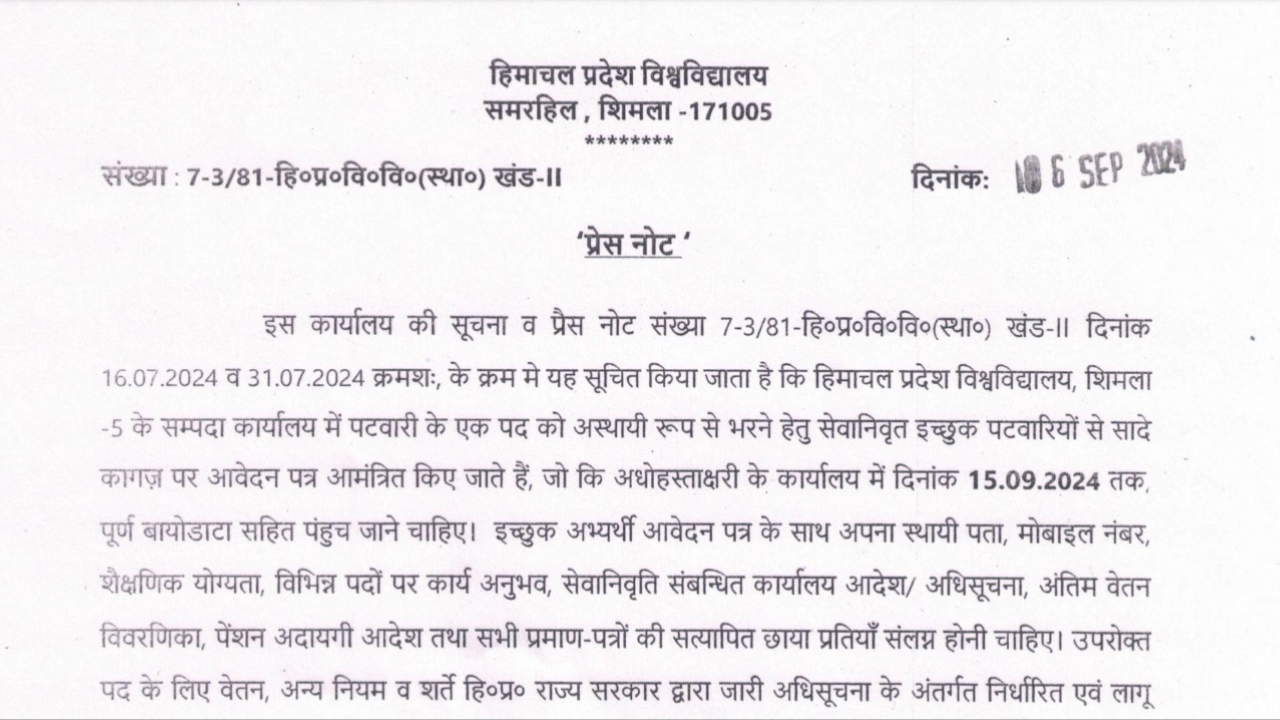 हिमाचल प्रदेश विश्वविद्यालय
समरहिल , शिमला -171005
********
संख्या : 7-3/81-हि०प्र०वि०वि०(स्था०) खंड-II दिनांक: 06 SEP 2024
‘प्रेस नोट ‘
इस कार्यालय की सूचना व प्रैस नोट संख्या 7-3/81-हि०प्र०वि०वि०(स्था०) खंड-II दिनांक
16.07.2024 व 31.07.2024 क्रमशः, के क्रम मे यह सूचित किया जाता है कि हिमाचल प्रदेश विश्वविद्यालय, शिमला
-5 के सम्पदा कार्यालय में पटवारी के एक पद को अस्थायी रूप से भरने हेतु सेवानिवृत इच्छुक पटवारियों से सादे
कागज़ पर आवेदन पत्र आमंत्रित किए जाते हैं, जो कि अधोहस्ताक्षरी के कार्यालय में दिनांक 15.09.2024 तक,
पूर्ण बायोडाटा सहित पंहुच जाने चाहिए। इच्छुक अभ्यर्थी आवेदन पत्र के साथ अपना स्थायी पता, मोबाइल नंबर,
शैक्षणिक योग्यता, विभिन्न पदों पर कार्य अनुभव, सेवानिवृति संबन्धित कार्यालय आदेश/ अधिसूचना, अंतिम वेतन
विवरणिका, पेंशन अदायगी आदेश तथा सभी प्रमाण-पत्रों की सत्यापित छाया प्रतियाँ संलग्न होनी चाहिए। उपरोक्त
पद के लिए वेतन, अन्य नियम व शर्ते हि०प्र० राज्य सरकार द्वारा जारी अधिसूचना के अंतर्गत निर्धारित एवं लागू